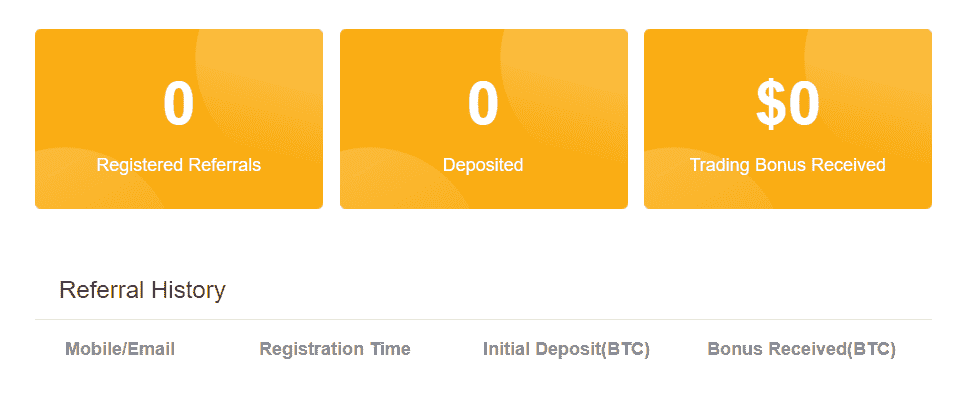 0
Registered Referrals
0
Deposited
$0
Trading Bonus Received
Referral History
Mobile/Email Registration Time Initial Deposit(BTC) Bonus Received(BTC)